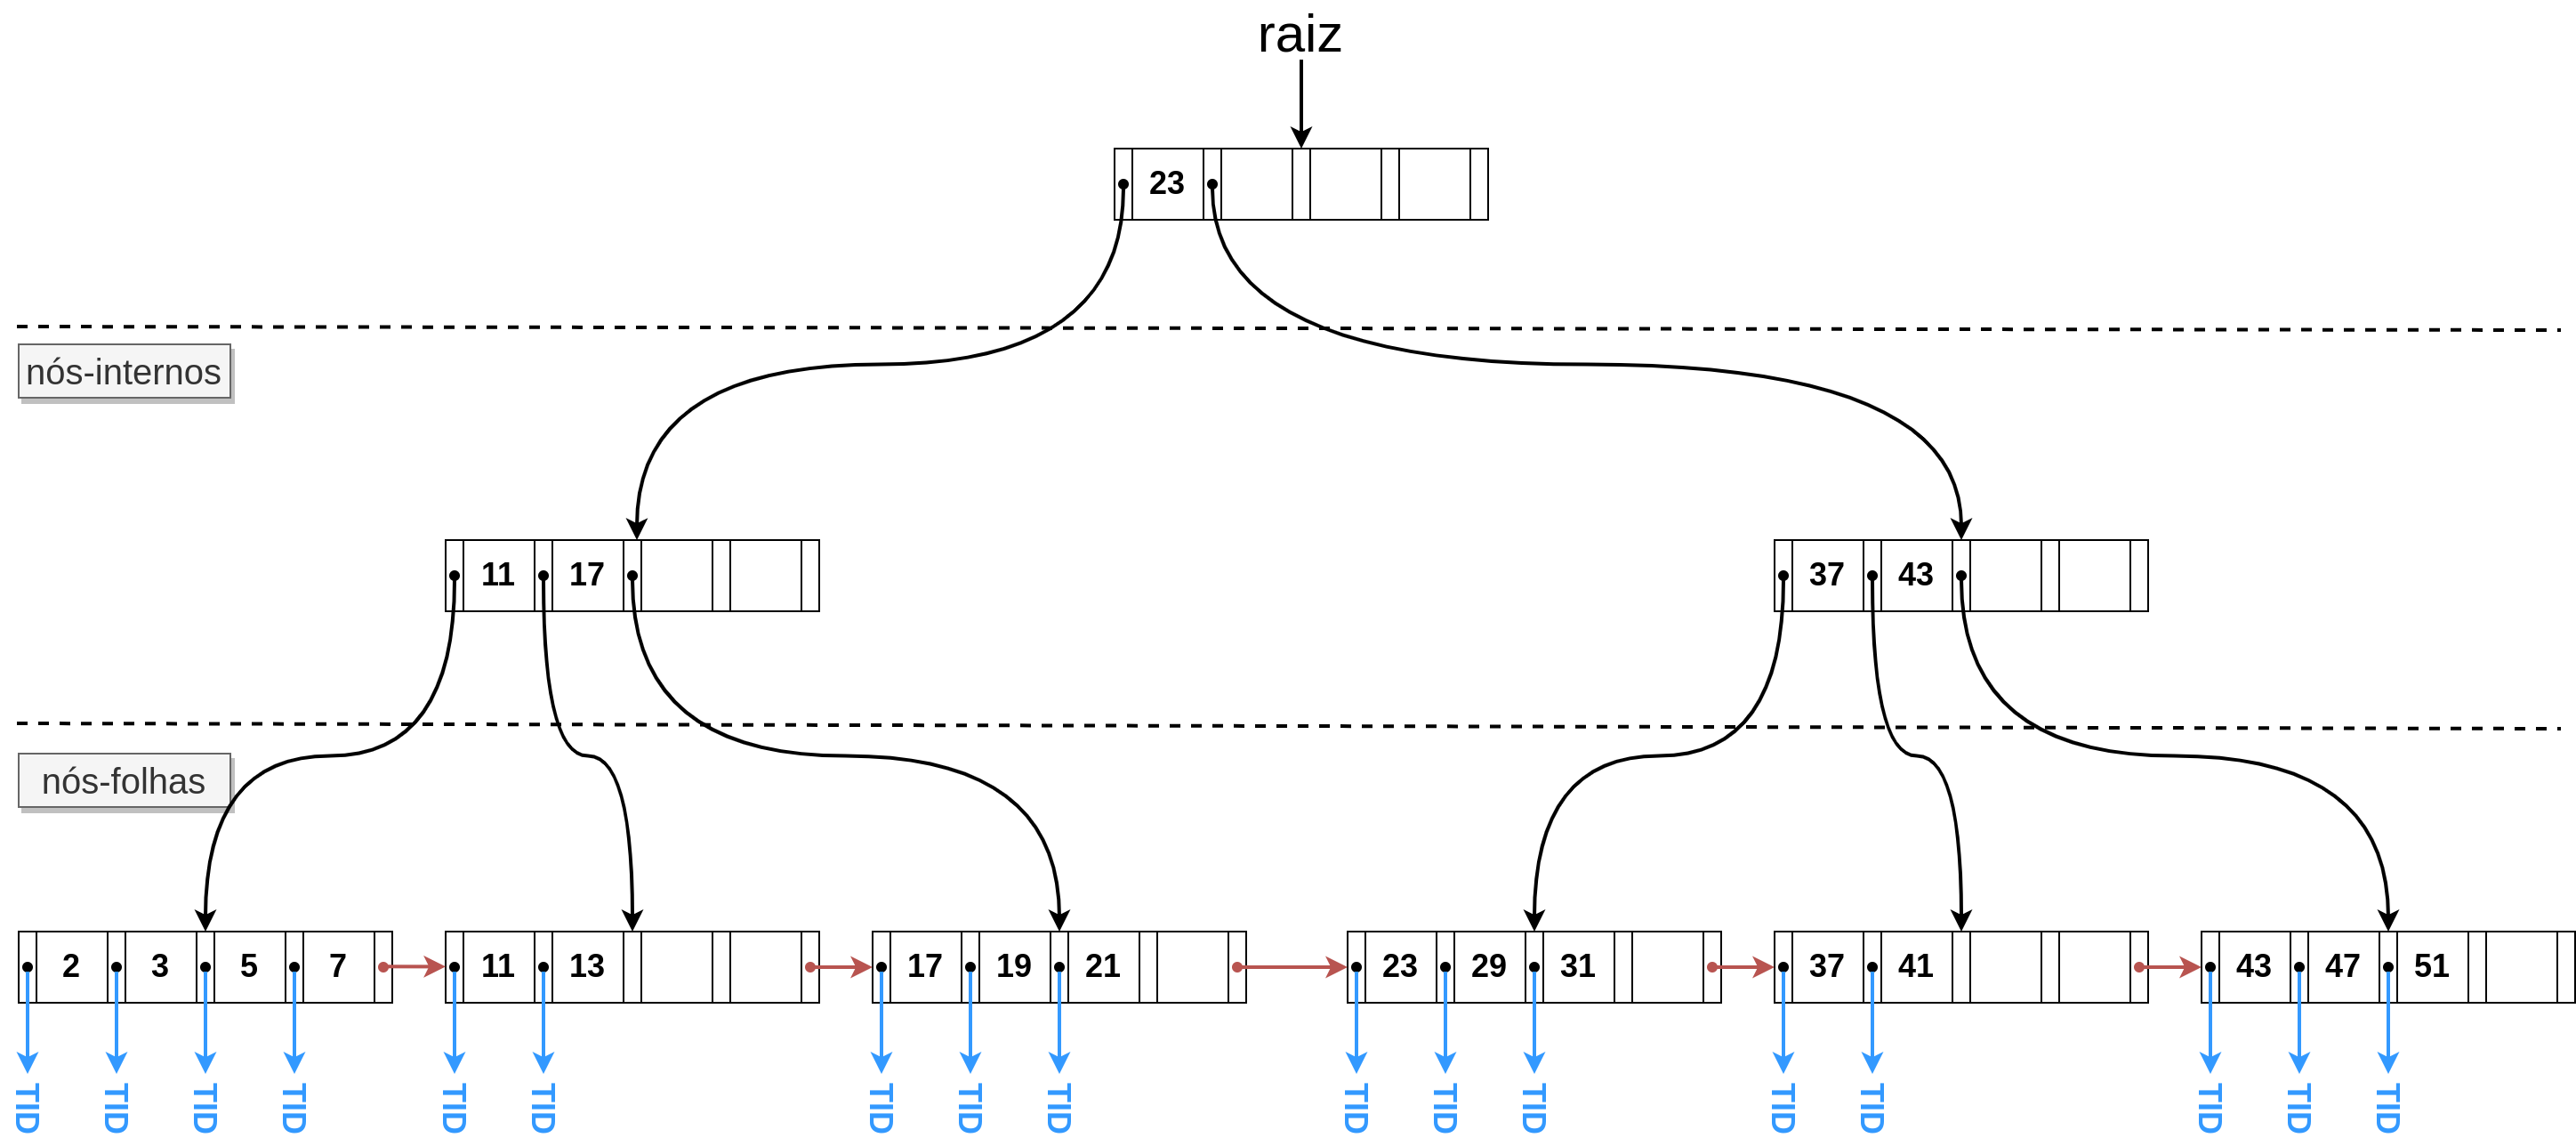 raiz
23
nós-internos
11 17
37 43
nós-folhas
2 3 5 7
11 13
17 19 21
23 29 31
37 41
43 47 51
TID TID TID TID
TID TID
TID TID TID
TID TID TID
TID TID
TID TID TID